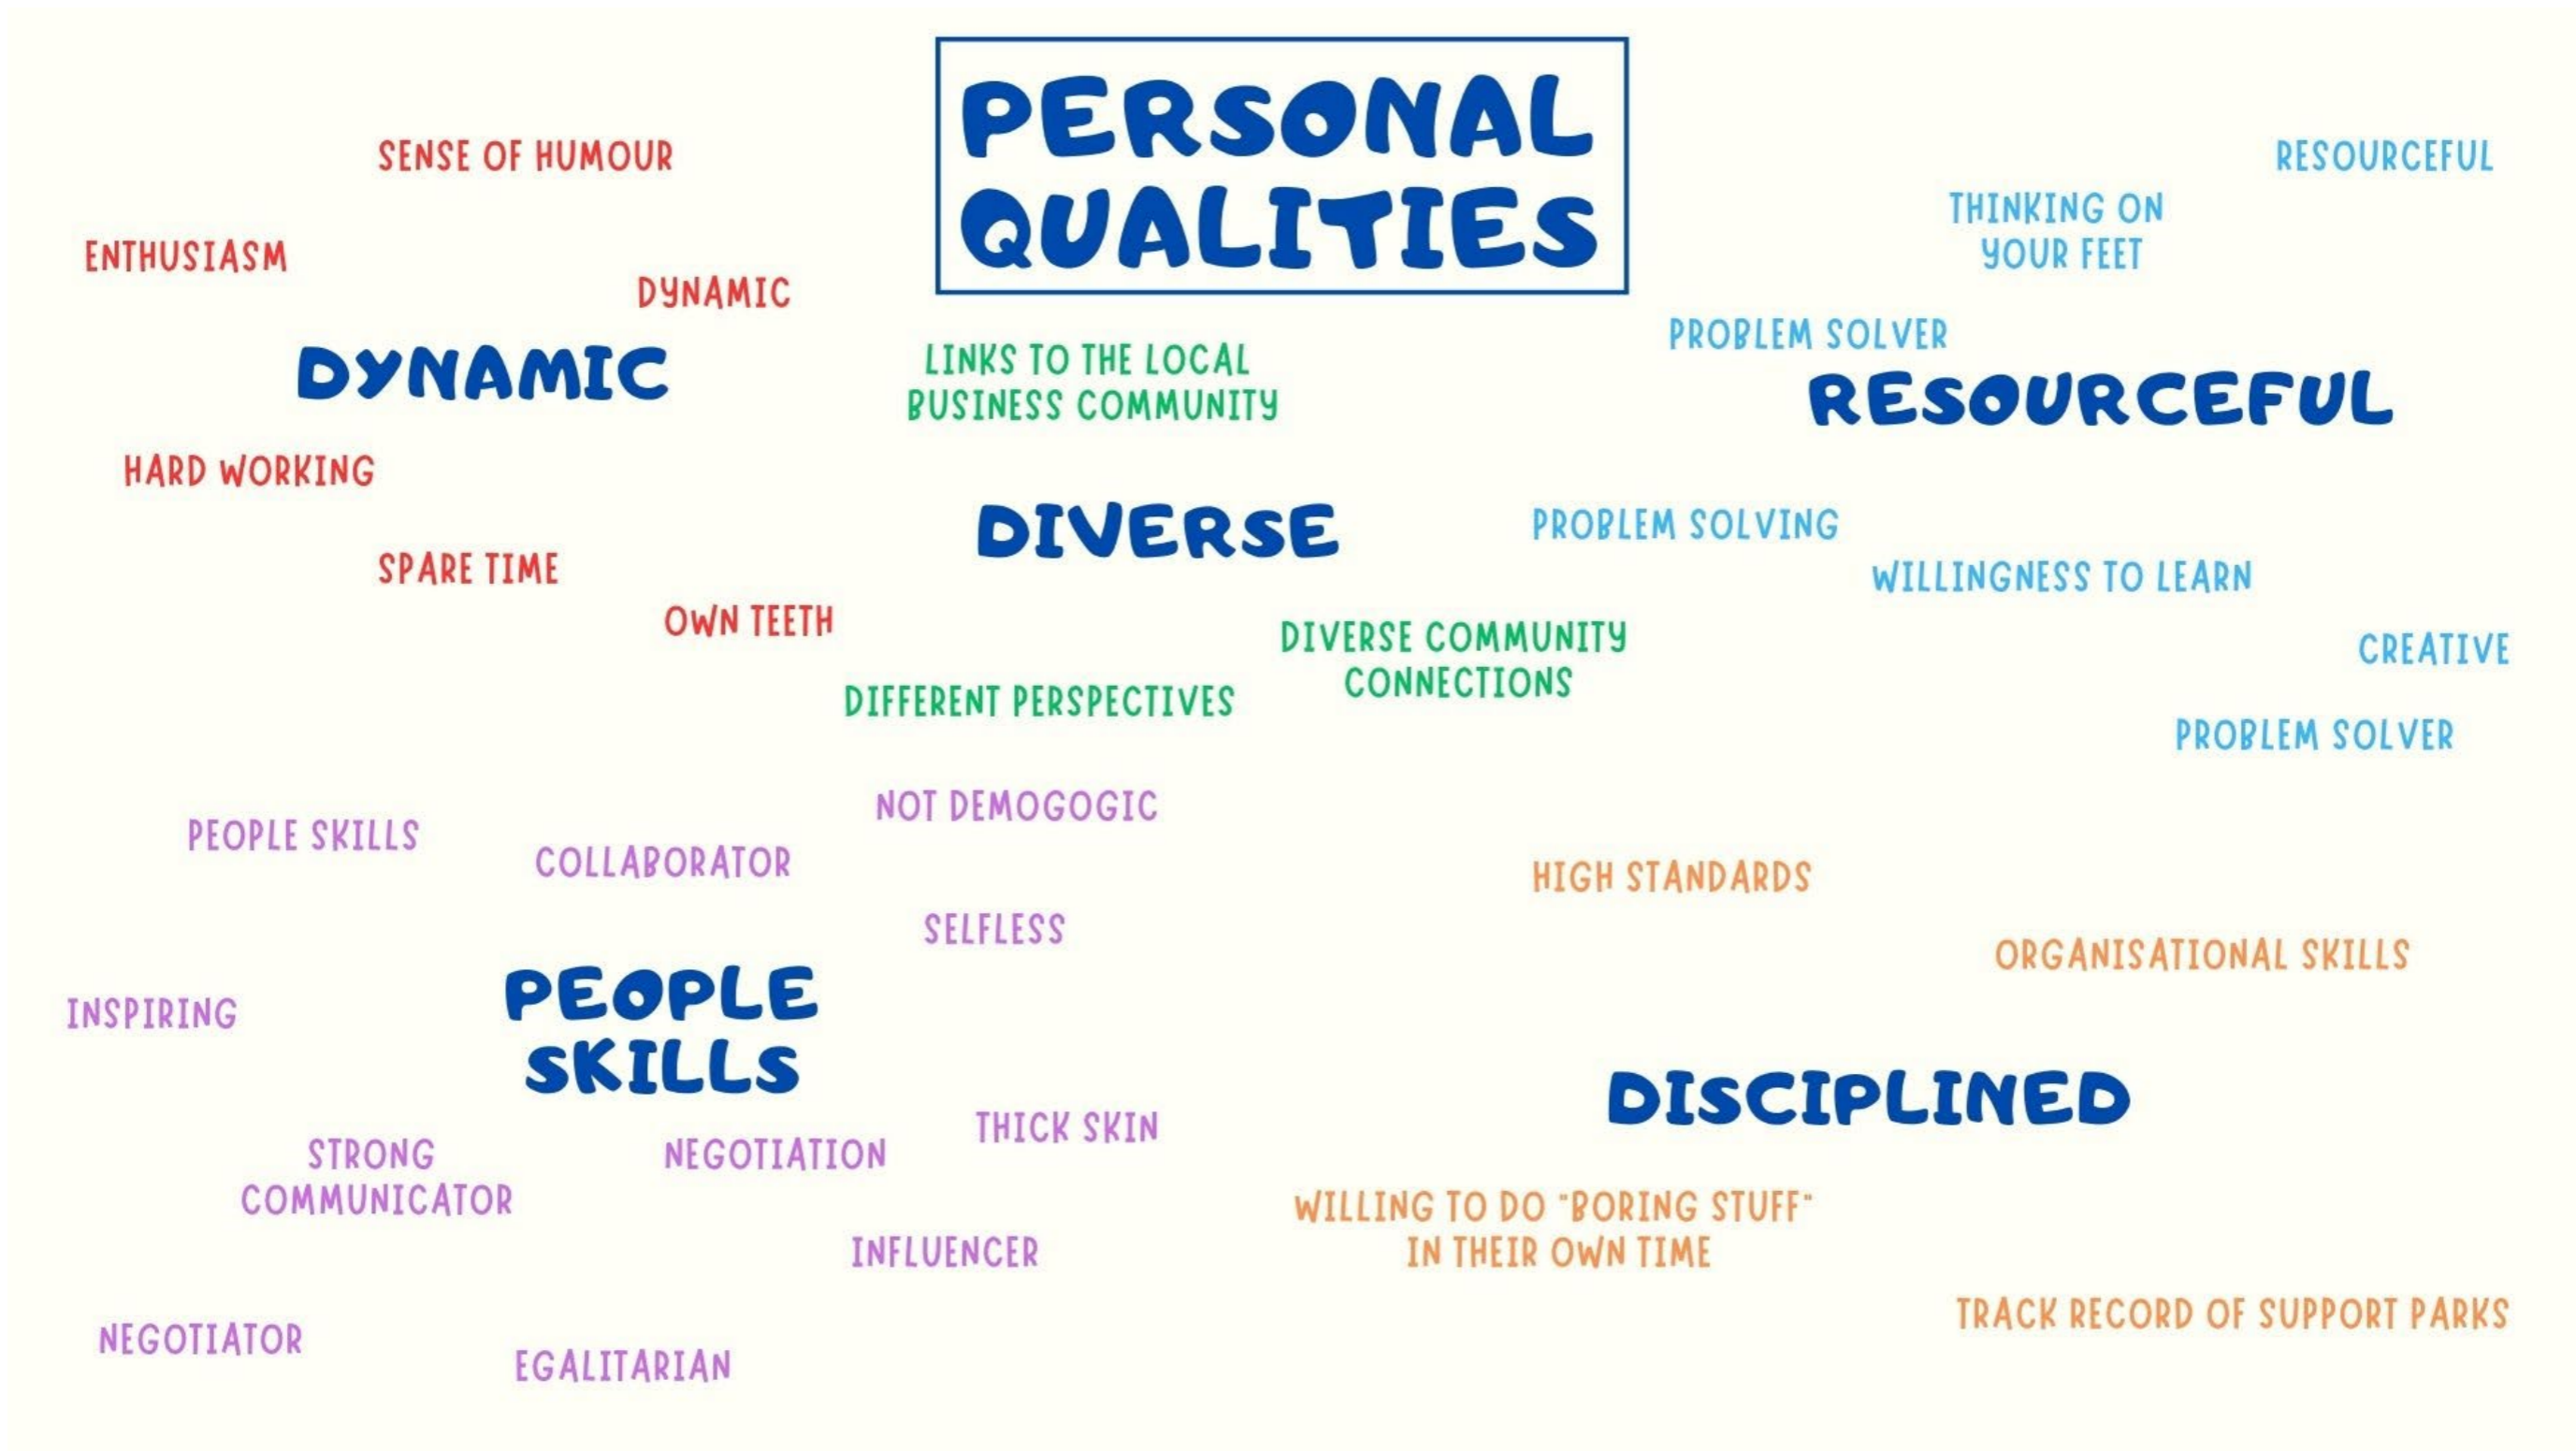 PERSONAL
QUALITIES
SENSE OF HUMOUR
ENTHUSIASM
DYNAMIC
DYNAMIC
HARD WORKING
SPARE TIME
OWN TEETH
LINKS TO THE LOCAL
BUSINESS COMMUNITY
DIVERSE
DIVERSE COMMUNITY
CONNECTIONS
DIFFERENT PERSPECTIVES
RESOURCEFUL
THINKING ON
YOUR FEET
PROBLEM SOLVER
RESOURCEFUL
PROBLEM SOLVING
WILLINGNESS TO LEARN
CREATIVE
PROBLEM SOLVER
NOT DEMOGOGIC
PEOPLE SKILLS
COLLABORATOR
SELFLESS
INSPIRING
PEOPLE
SKILLS
THICK SKIN
STRONG
COMMUNICATOR
NEGOTIATION
INFLUENCER
NEGOTIATOR
EGALITARIAN
HIGH STANDARDS
ORGANISATIONAL SKILLS
DISCIPLINED
WILLING TO DO "BORING STUFF"
IN THEIR OWN TIME
TRACK RECORD OF SUPPORT PARKS